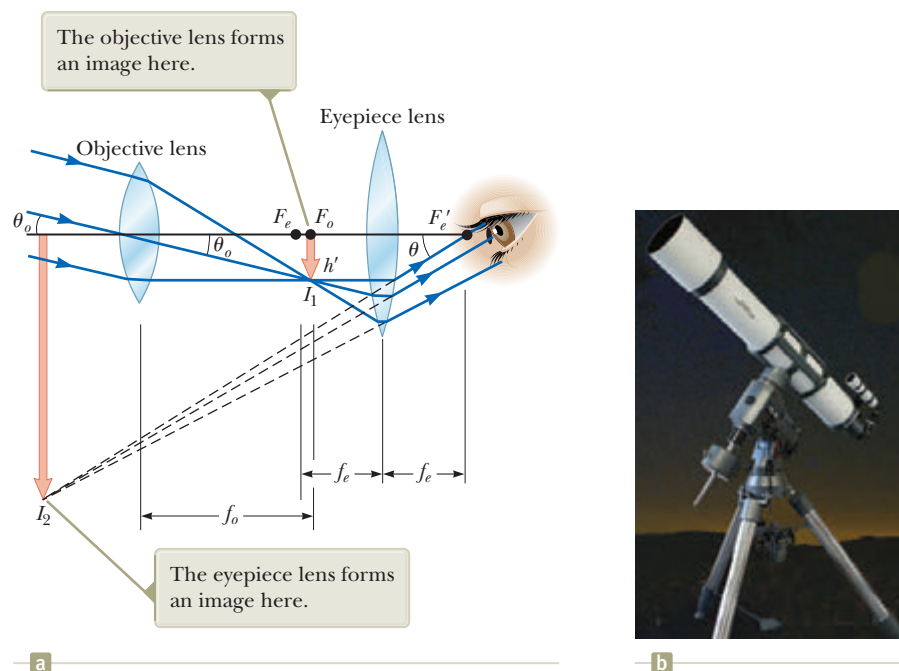 The objective lens forms
an image here.
Eyepiece lens
Objective lens
θo
Fe Fo
Fe′
θo
θ
h′
I1
fe
fe
I2
fo
The eyepiece lens forms
an image here.
a
b